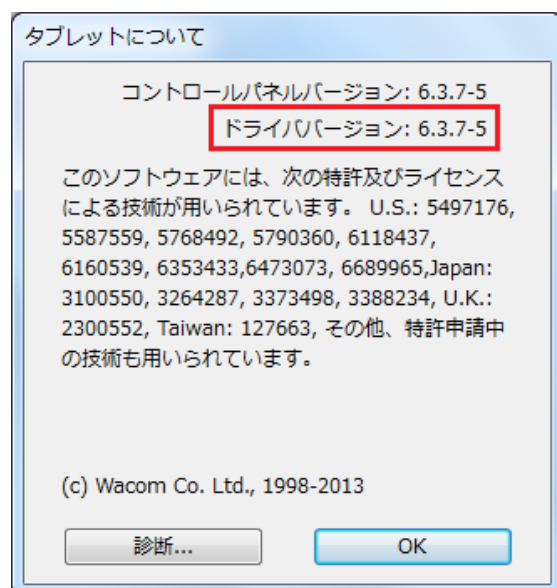 タブレットについて
コントロールパネルバージョン: 6.3.7-5
ドライババージョン: 6.3.7-5
このソフトウェアには、次の特許及びライセンス
による技術が用いられています。 U.S.: 5497176,
5587559, 5768492, 5790360, 6118437,
6160539, 6353433,6473073, 6689965,Japan:
3100550, 3264287, 3373498, 3388234, U.K.:
2300552, Taiwan: 127663, その他、特許申請中
の技術も用いられています。
(c) Wacom Co. Ltd., 1998-2013
診断... OK